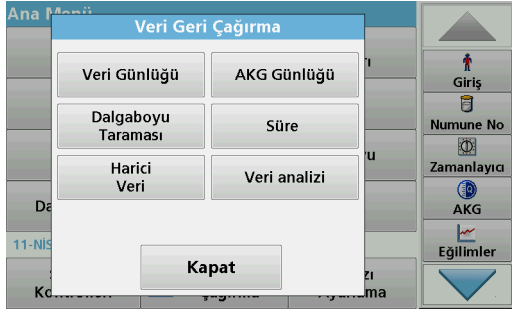 Ana Menü
Veri Geri Çağırma
Veri Günlüğü
AKG Günlüğü
Dalgaboyu
Taraması
Süre
Harici
Veri
Veri analizi
Kapat
Giriş
Numune No
Zamanlayıcı
AKG
Eğilimler
11-NİS